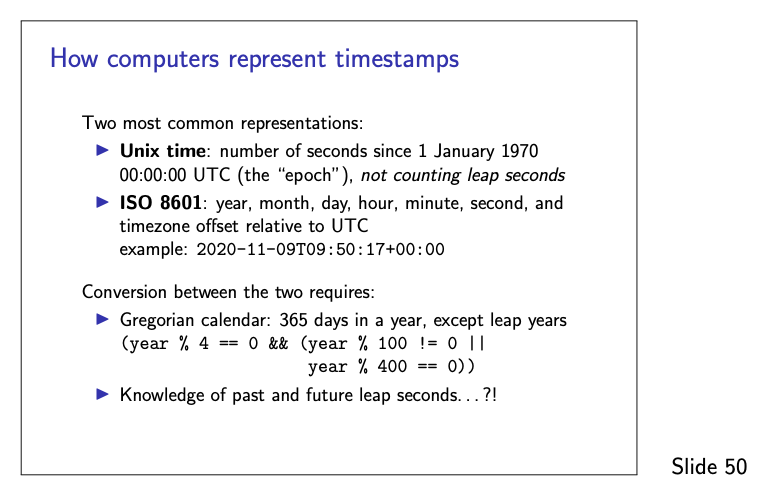 How computers represent timestamps
Two most common representations:
▶ Unix time: number of seconds since 1 January 1970
00:00:00 UTC (the “epoch”), not counting leap seconds
▶ ISO 8601: year, month, day, hour, minute, second, and
timezone offset relative to UTC
example: 2020-11-09T09:50:17+00:00
Conversion between the two requires:
▶ Gregorian calendar: 365 days in a year, except leap years
(year % 4 == 0 && (year % 100 != 0 ||
year % 400 == 0))
▶ Knowledge of past and future leap seconds. . . ?!
Slide 50